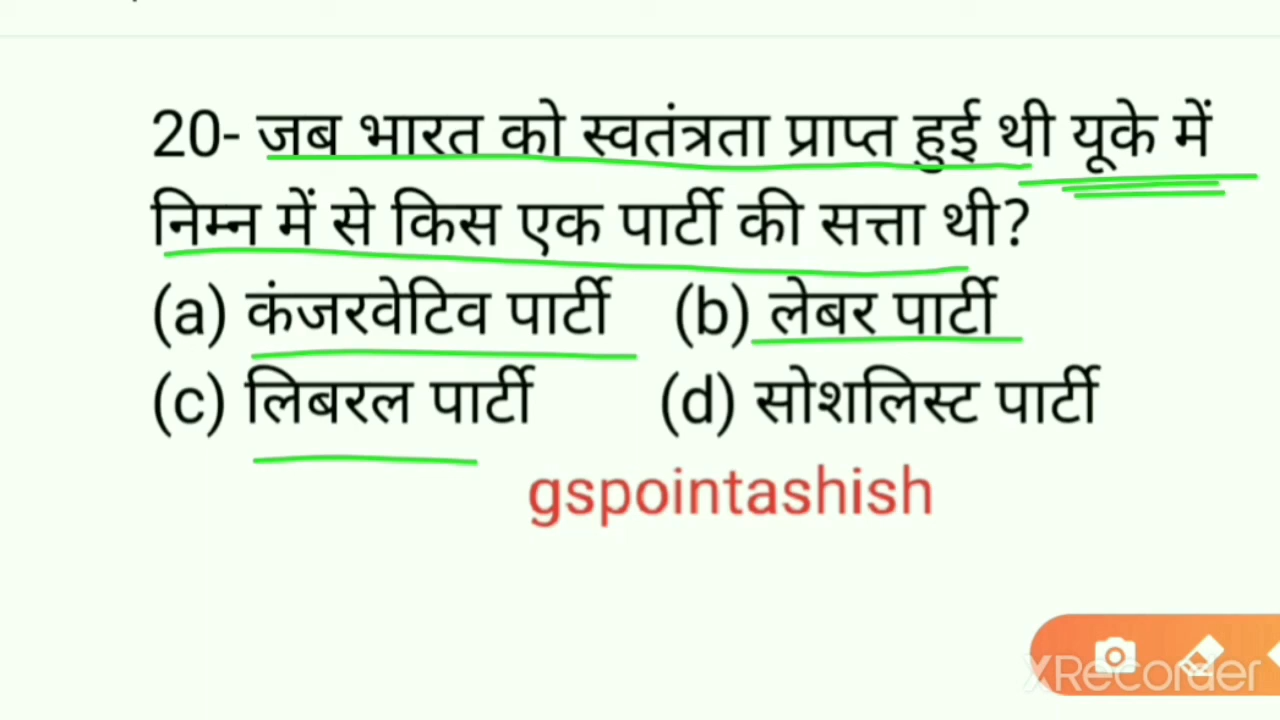 20- जब भारत को स्वतंत्रता प्राप्त हुई थी यूके में
निम्न में से किस एक पार्टी की सत्ता थी?
(a) कंजरवेटिव पार्टी (b) लेबर पार्टी
(c) लिबरल पार्टी (d) सोशलिस्ट पार्टी
gspointashish
XRecorder